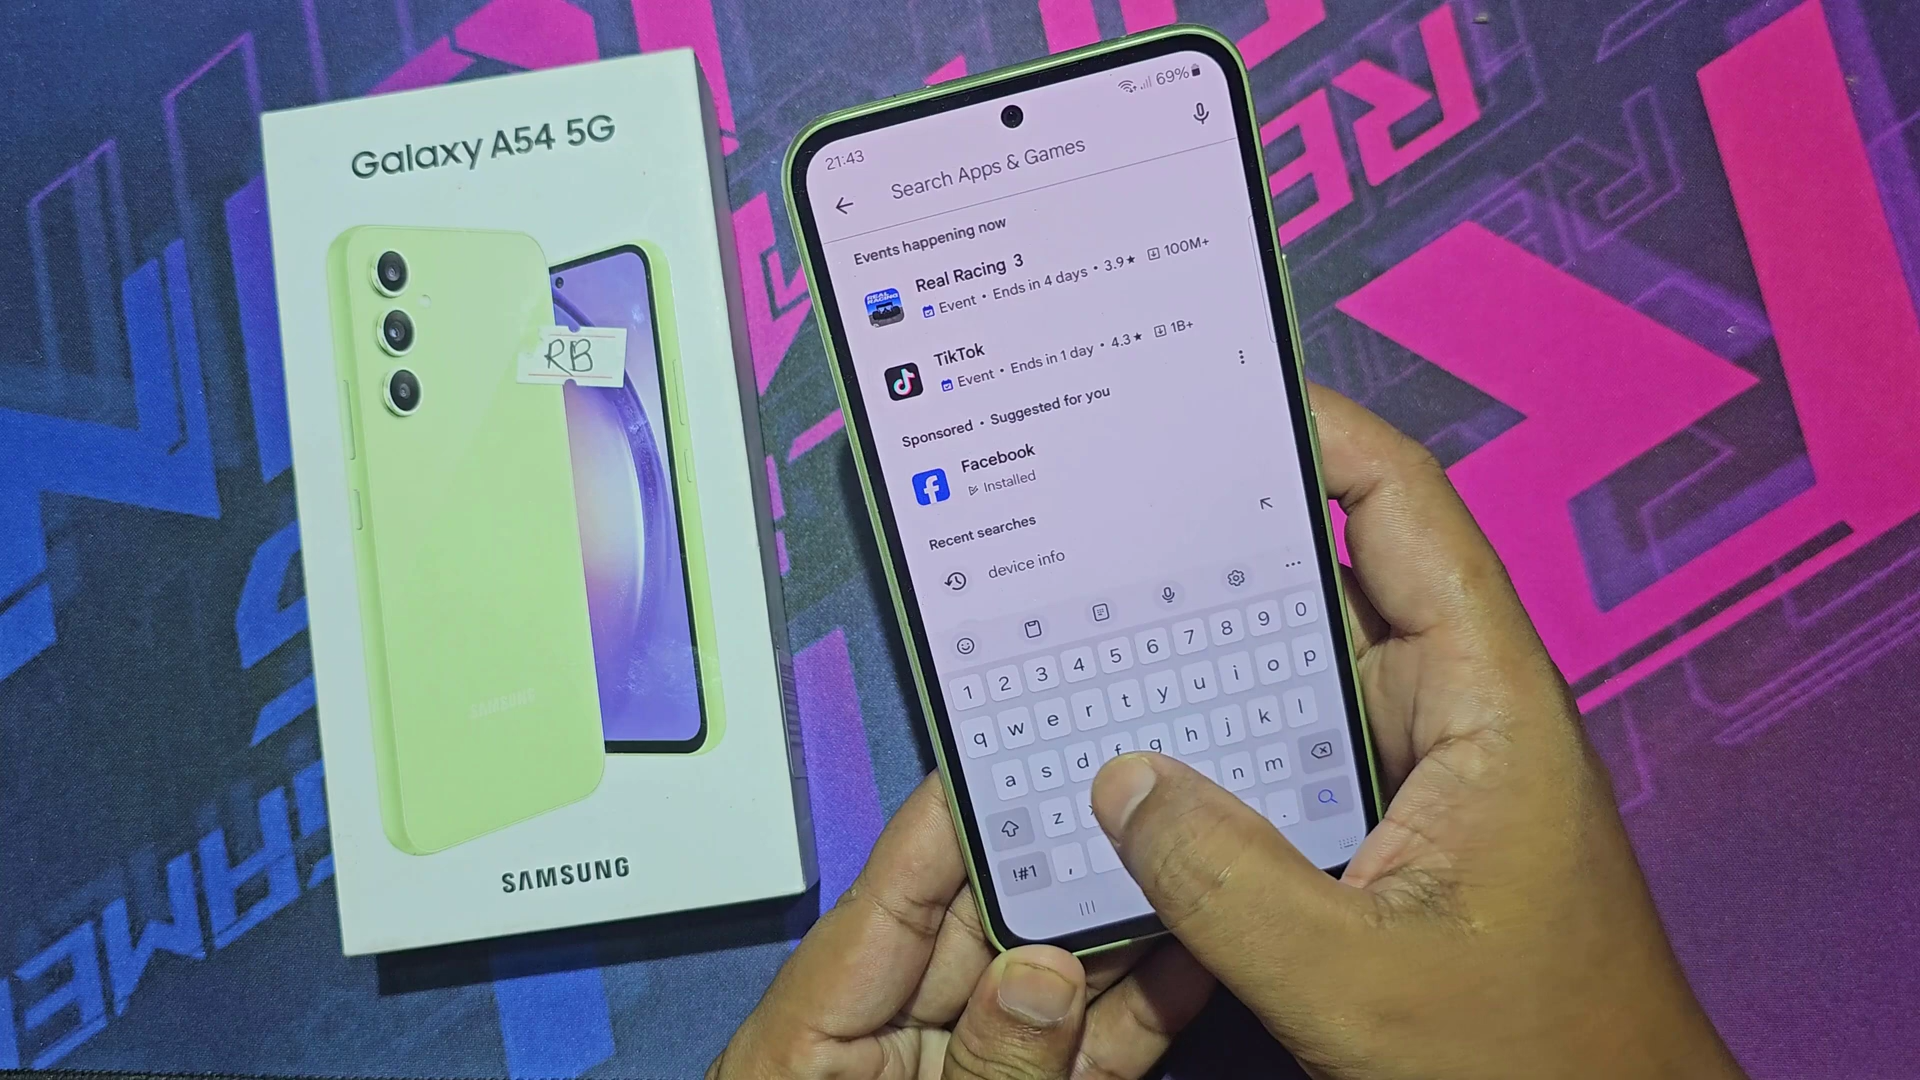 Galaxy A54 5G
RB
SAMSUNG
SAMSUNG
21:43
69%
Search Apps & Games
Events happening now
Real Racing 3
Event • Ends in 4 days • 3.9★ 100M+
TikTok
Event • Ends in 1 day • 4.3★ 1B+
Sponsored • Suggested for you
Facebook
Installed
Recent searches
device info
1 2 3 4 5 6 7 8 9 0
q w e r t y u i o p
a s d f g h j k l
z n m
!#1 , .
GAME